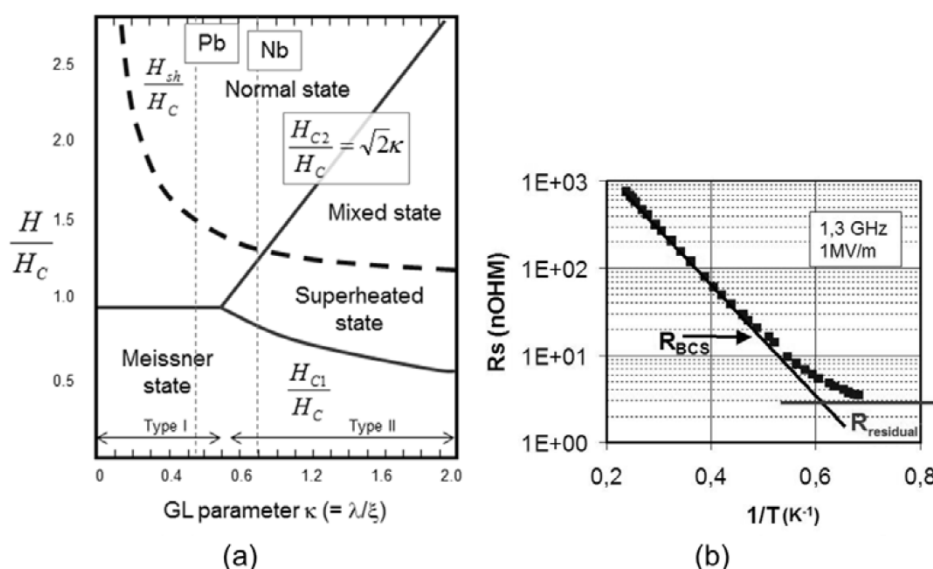 2.5
2.0
1.5
1.0
0.5
H
H_C
Pb
Nb
H_sh
H_C
Normal state
H_C2
H_C
= √2κ
Mixed state
Superheated
state
Meissner
state
H_C1
H_C
Type I
Type II
0 0.4 0.6 1.2 1.6 2.0
GL parameter κ (= λ/ξ)
(a)
1E+03
1E+02
1E+01
1E+00
Rs (nOHM)
1,3 GHz
1MV/m
R_BCS
R_residual
0,2 0,4 0,6 0,8
1/T (K⁻¹)
(b)